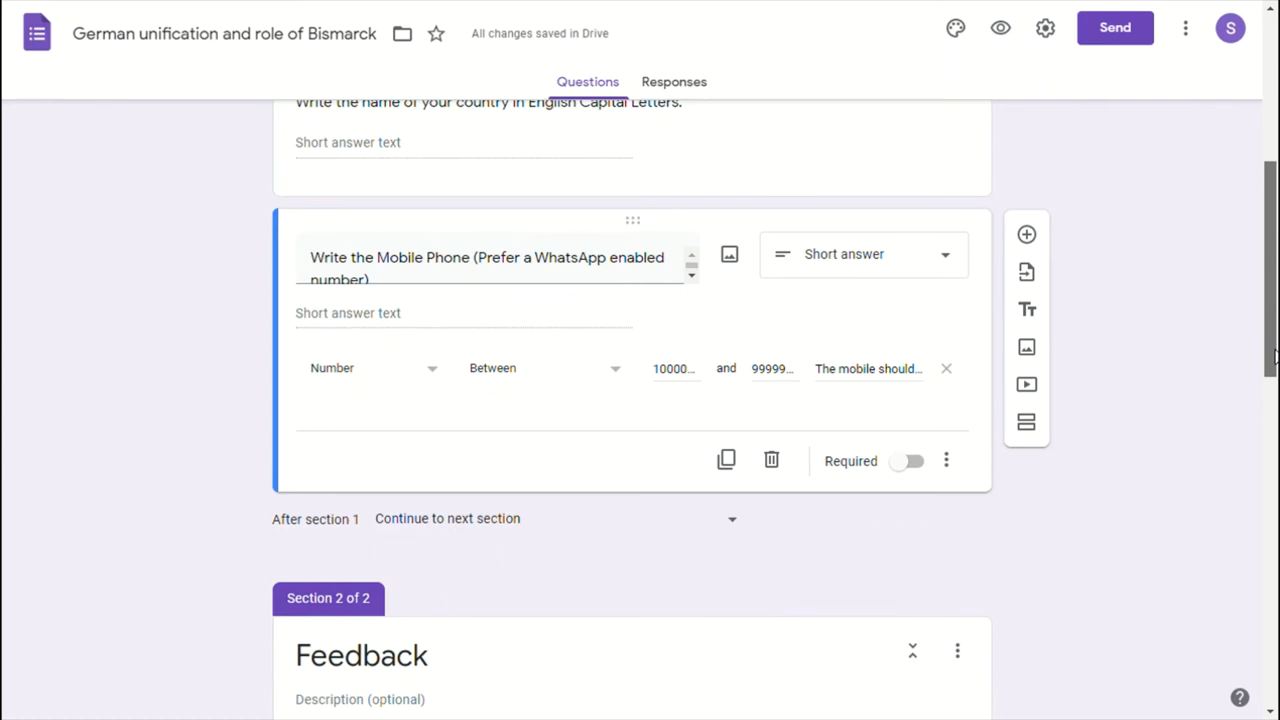 German unification and role of Bismarck
All changes saved in Drive
Send
S
Questions
Responses
Write the name of your country in English Capital Letters.
Short answer text
Write the Mobile Phone (Prefer a WhatsApp enabled
number)
Short answer
Short answer text
Number
Between
10000...
and
99999...
The mobile should...
Required
After section 1
Continue to next section
Section 2 of 2
Feedback
Description (optional)